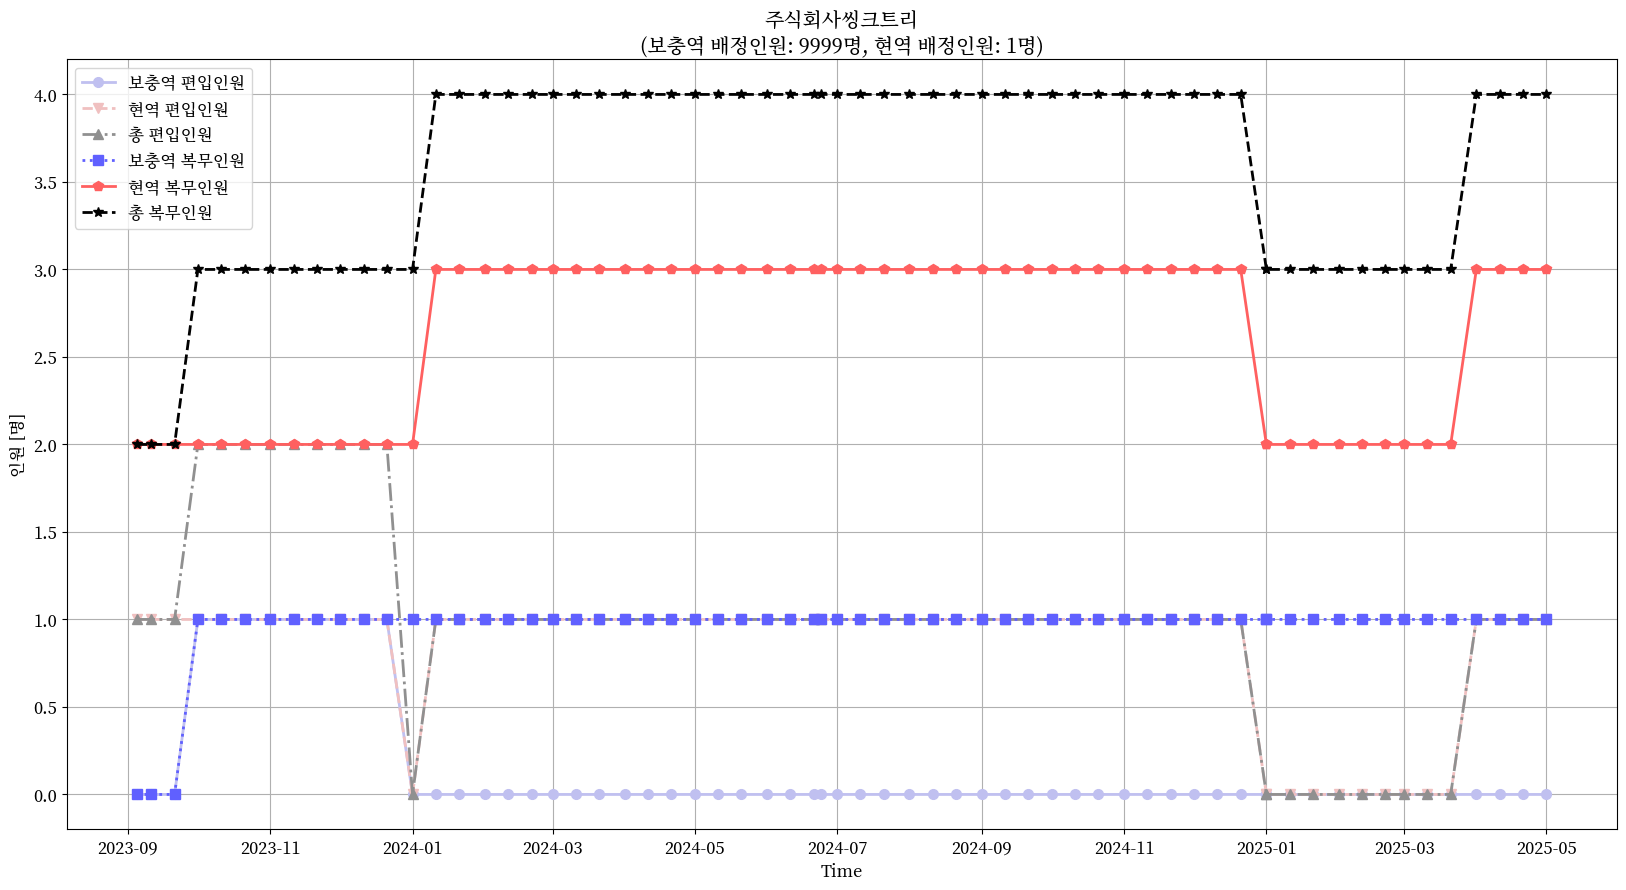 주식회사씽크트리
(보충역 배정인원: 9999명, 현역 배정인원: 1명)
보충역 편입인원
현역 편입인원
총 편입인원
보충역 복무인원
현역 복무인원
총 복무인원
4.0
3.5
3.0
2.5
2.0
1.5
1.0
0.5
0.0
인원 [명]
2023-09
2023-11
2024-01
2024-03
2024-05
2024-07
2024-09
2024-11
2025-01
2025-03
2025-05
Time